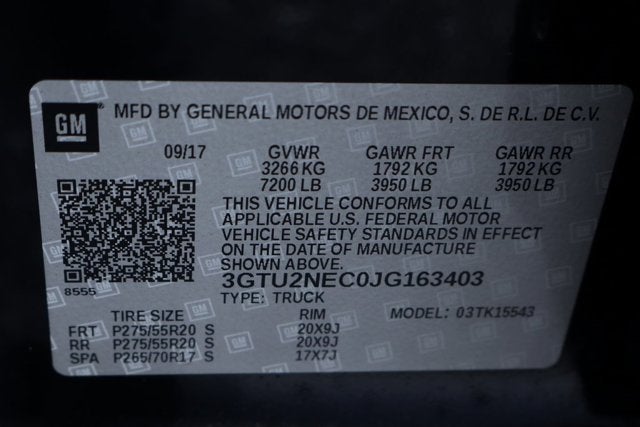 GM
MFD BY GENERAL MOTORS DE MEXICO, S. DE R.L. DE C.V.
09/17 GVWR GAWR FRT GAWR RR
3266 KG 1792 KG 1792 KG
7200 LB 3950 LB 3950 LB
THIS VEHICLE CONFORMS TO ALL
APPLICABLE U.S. FEDERAL MOTOR
VEHICLE SAFETY STANDARDS IN EFFECT
ON THE DATE OF MANUFACTURE
SHOWN ABOVE.
8555
3GTU2NEC0JG163403
TYPE: TRUCK MODEL: 03TK15543
TIRE SIZE RIM
FRT P275/55R20 S 20X9J
RR P275/55R20 S 20X9J
SPA P265/70R17 S 17X7J